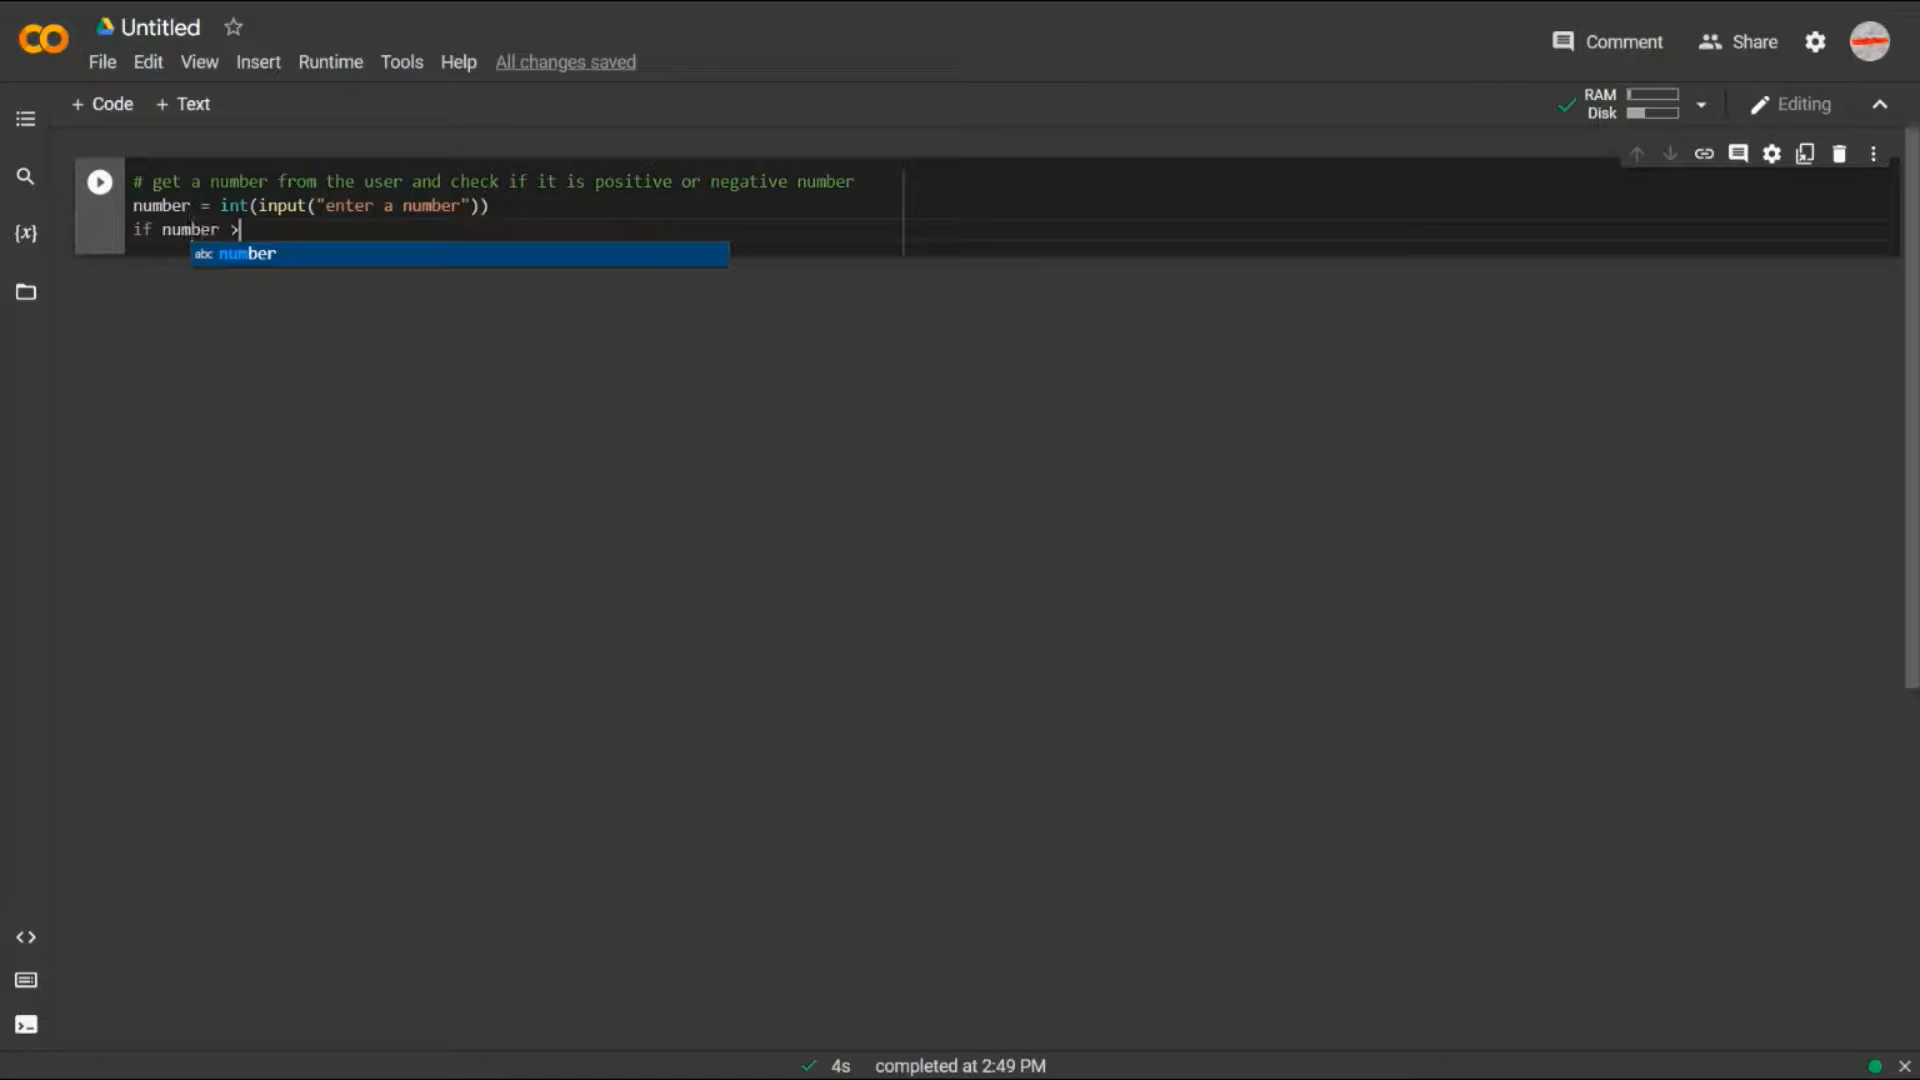 Untitled
File Edit View Insert Runtime Tools Help All changes saved
Comment
Share
+ Code + Text
RAM
Disk
Editing
# get a number from the user and check if it is positive or negative number
number = int(input("enter a number"))
if number >
abc number
{x}
4s completed at 2:49 PM